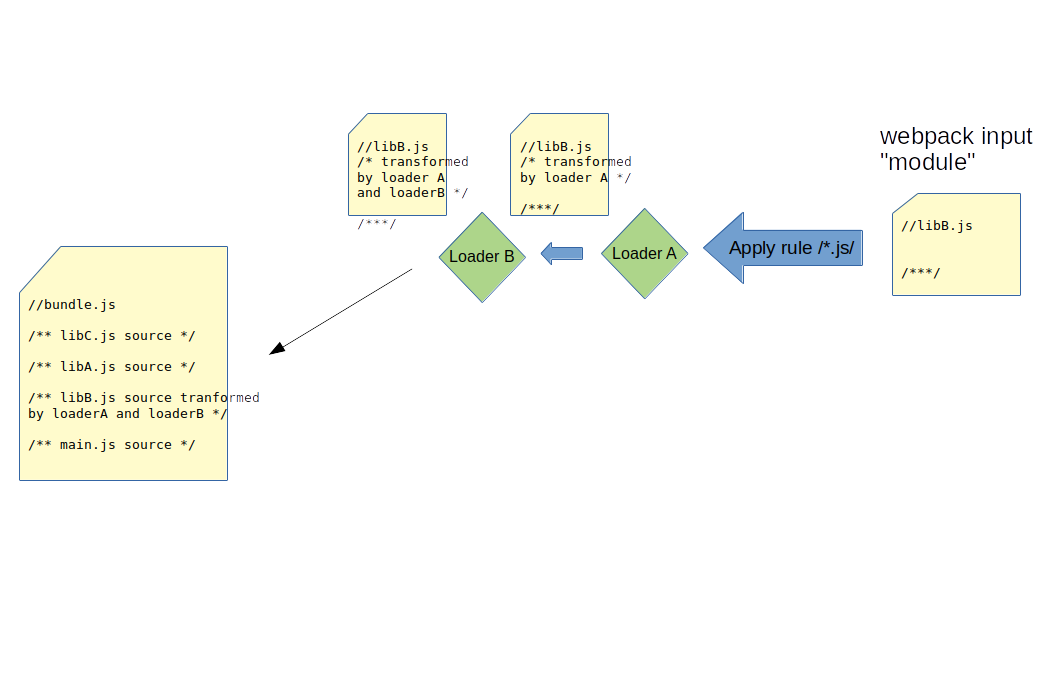 webpack input
"module"
//libB.js
/***/
Apply rule /*.js/
Loader A
//libB.js
/* transformed
by loader A */
/***/
Loader B
//libB.js
/* transformed
by loader A
and loaderB */
/***/
//bundle.js
/** libC.js source */
/** libA.js source */
/** libB.js source tranformed
by loaderA and loaderB */
/** main.js source */